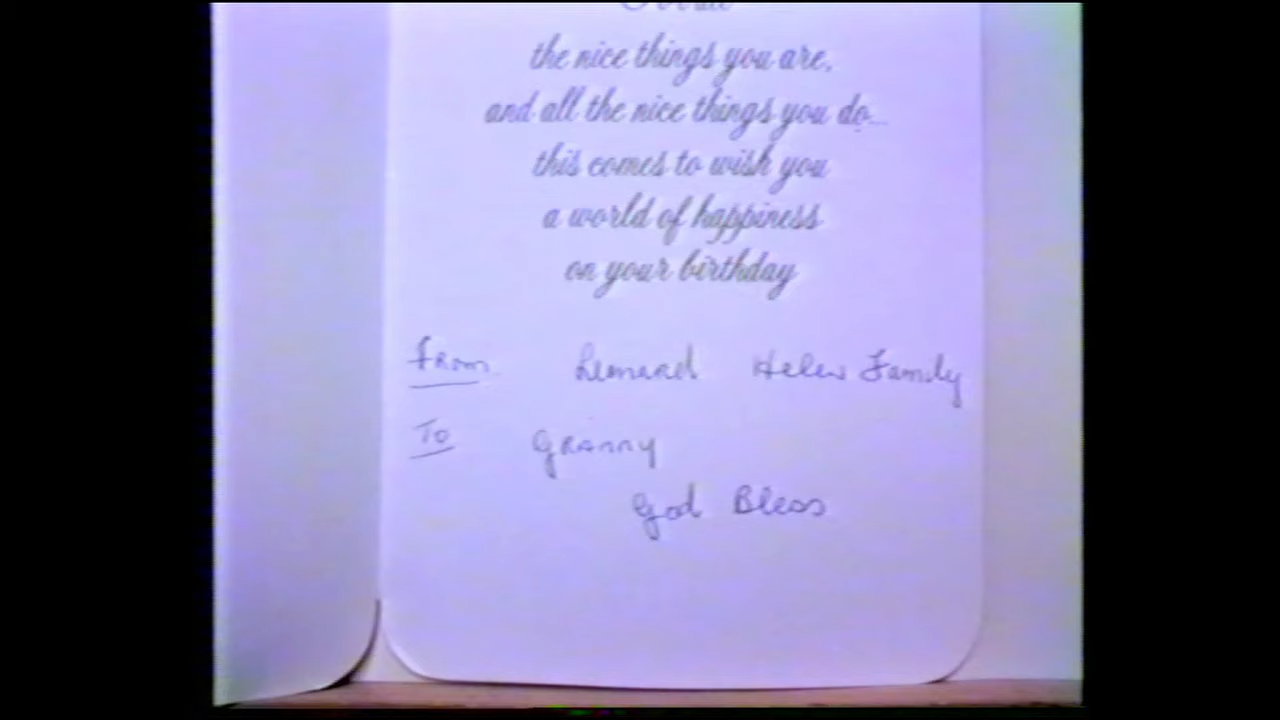 the nice things you are,
and all the nice things you do...
this comes to wish you
a world of happiness
on your birthday
From Helen Family
To Granny
God Bless